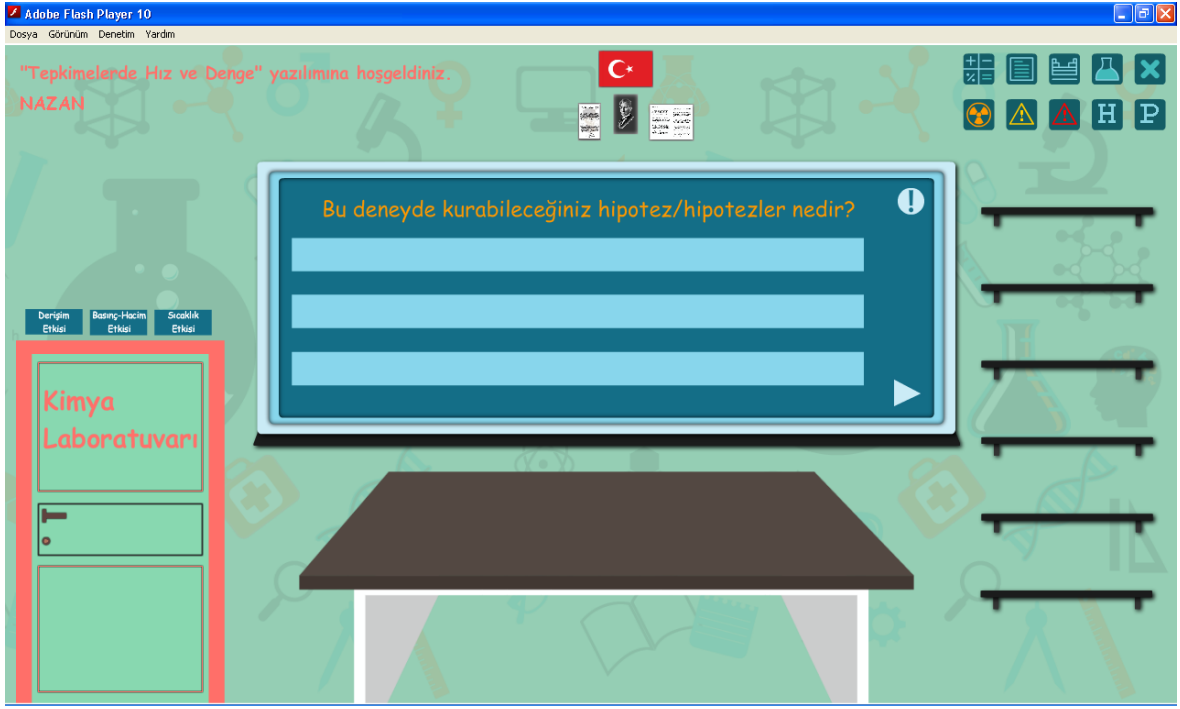 Adobe Flash Player 10
Dosya Görünüm Denetim Yardım
"Tepkimelerde Hız ve Denge" yazılımına hoşgeldiniz.
NAZAN
H P
Bu deneyde kurabileceğiniz hipotez/hipotezler nedir?
Derişim Etkisi
Basınç-Hacim Etkisi
Sıcaklık Etkisi
Kimya
Laboratuvarı